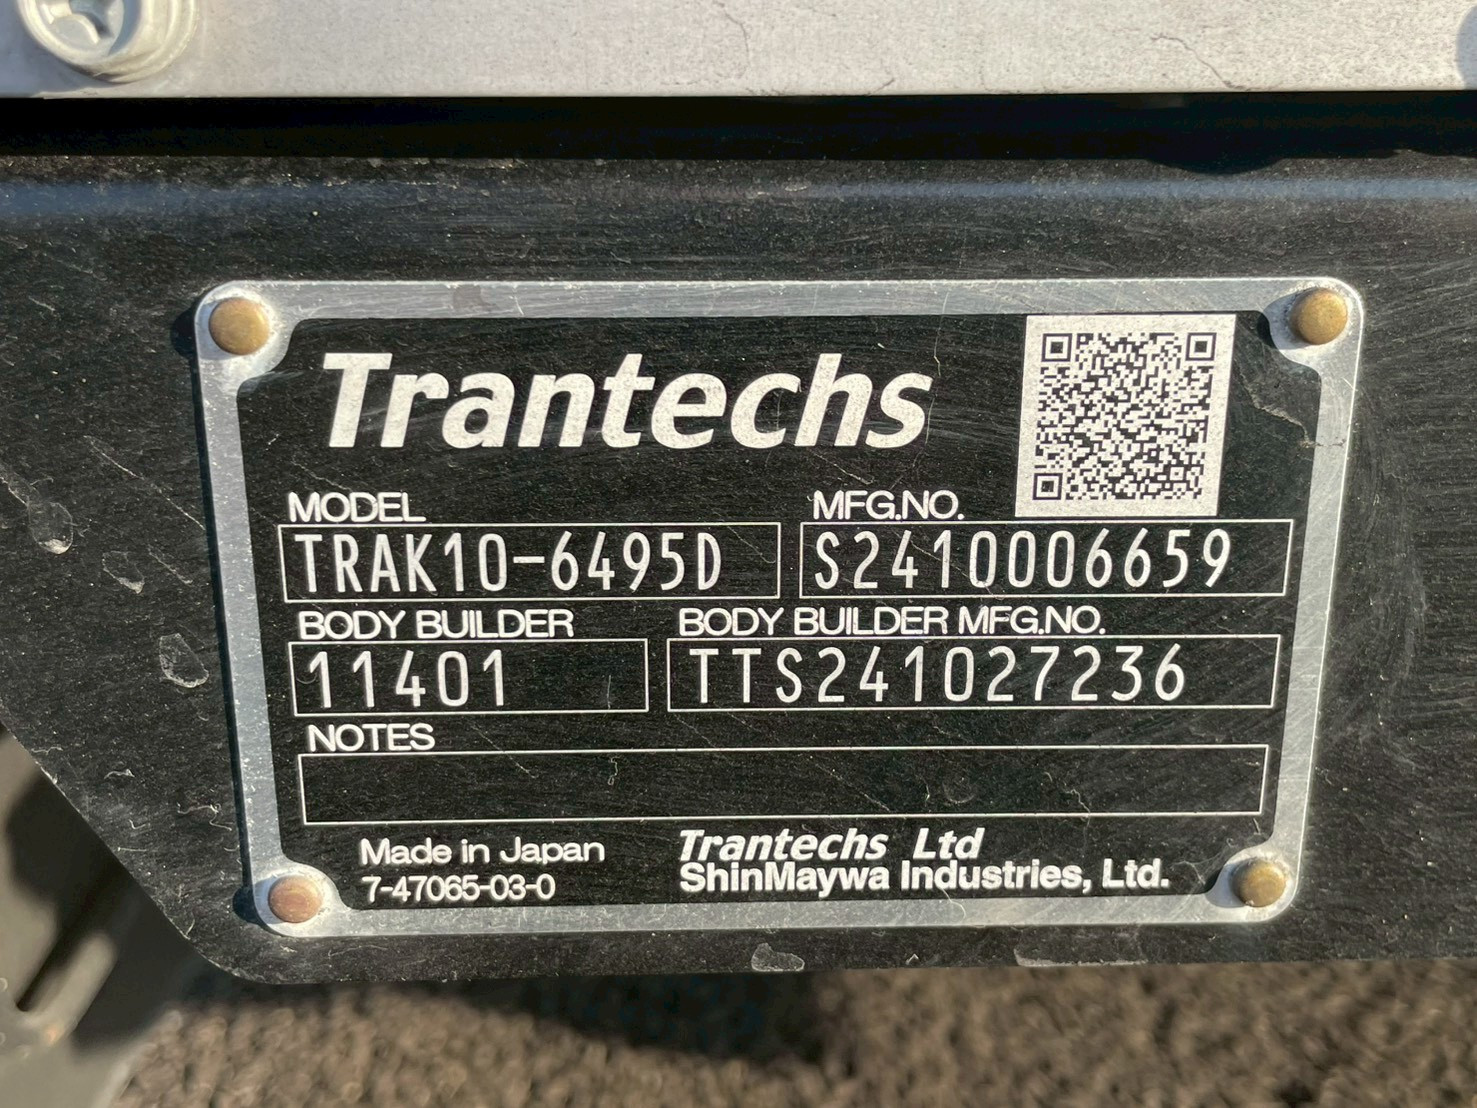 Trantechs
MODEL MFG.NO.
TRAK10-6495D S2410006659
BODY BUILDER BODY BUILDER MFG.NO.
11401 TTS241027236
NOTES
Made in Japan Trantechs Ltd
7-47065-03-0 ShinMaywa Industries, Ltd.